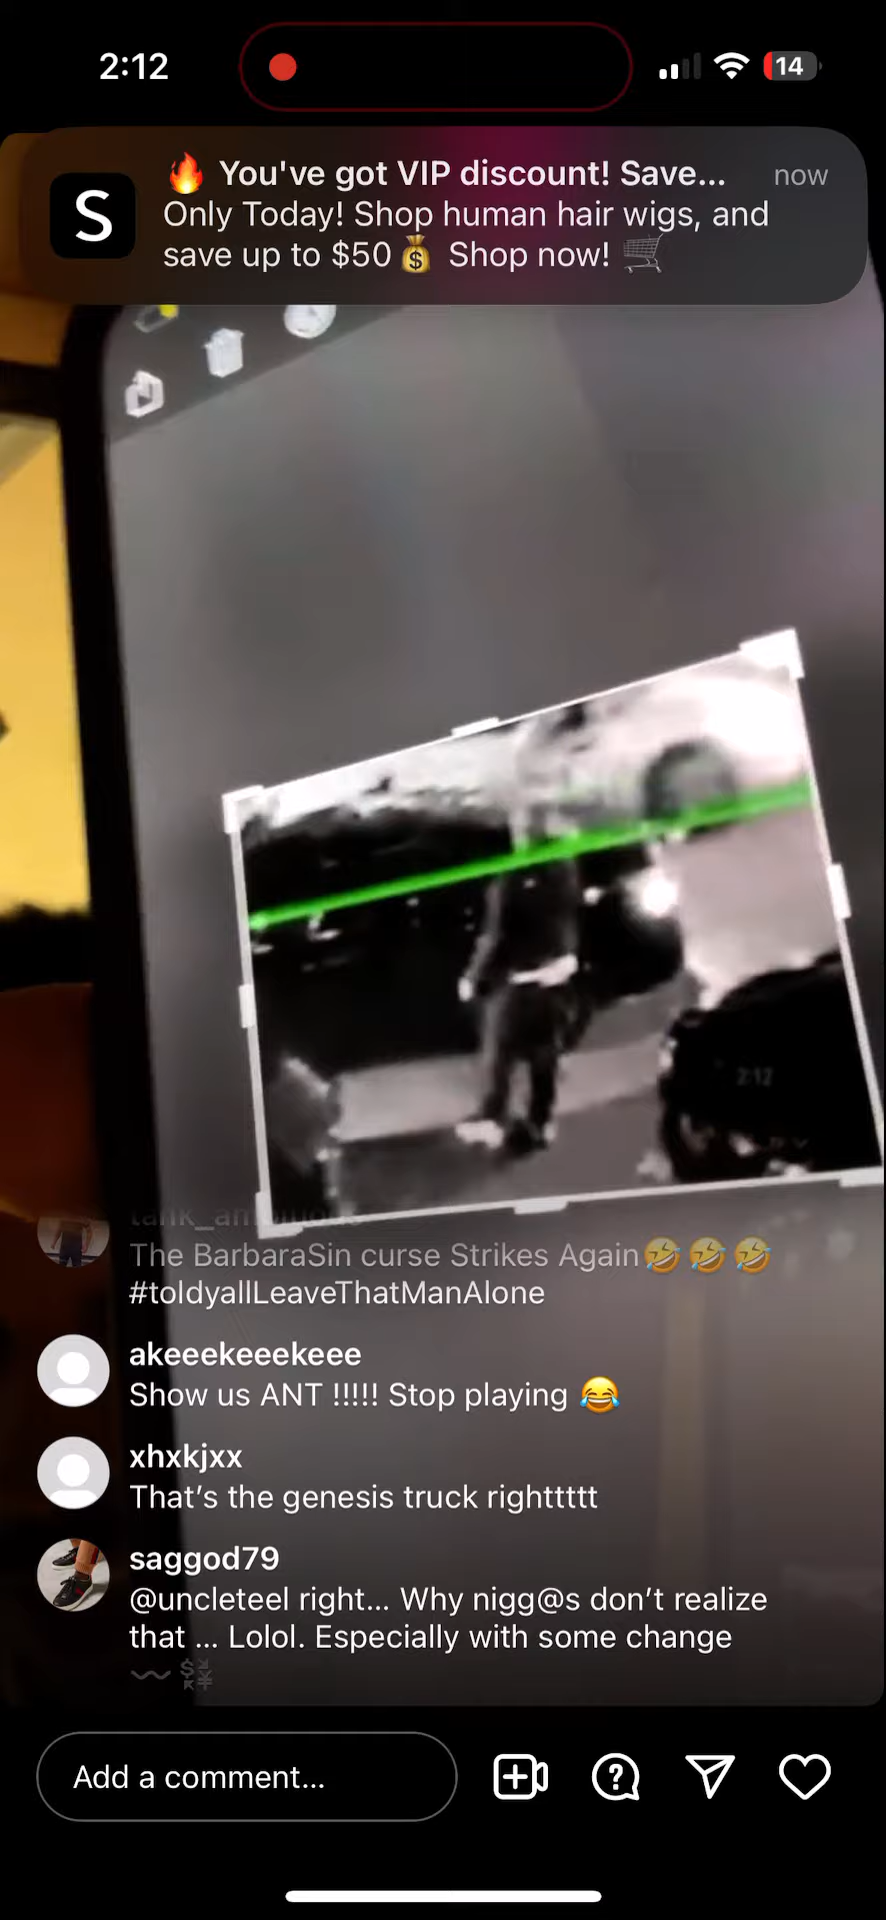 2:12
14
S
🔥 You've got VIP discount! Save...
now
Only Today! Shop human hair wigs, and
save up to $50 💰 Shop now! 🛒
2:12
The BarbaraSin curse Strikes Again🤣🤣🤣
#toldyallLeaveThatManAlone
akeeekeeekeee
Show us ANT !!!!! Stop playing 😂
xhxkjxx
That's the genesis truck righttttt
saggod79
@uncleteel right... Why nigg@s don't realize
that ... Lolol. Especially with some change
〰️ 💱
Add a comment...